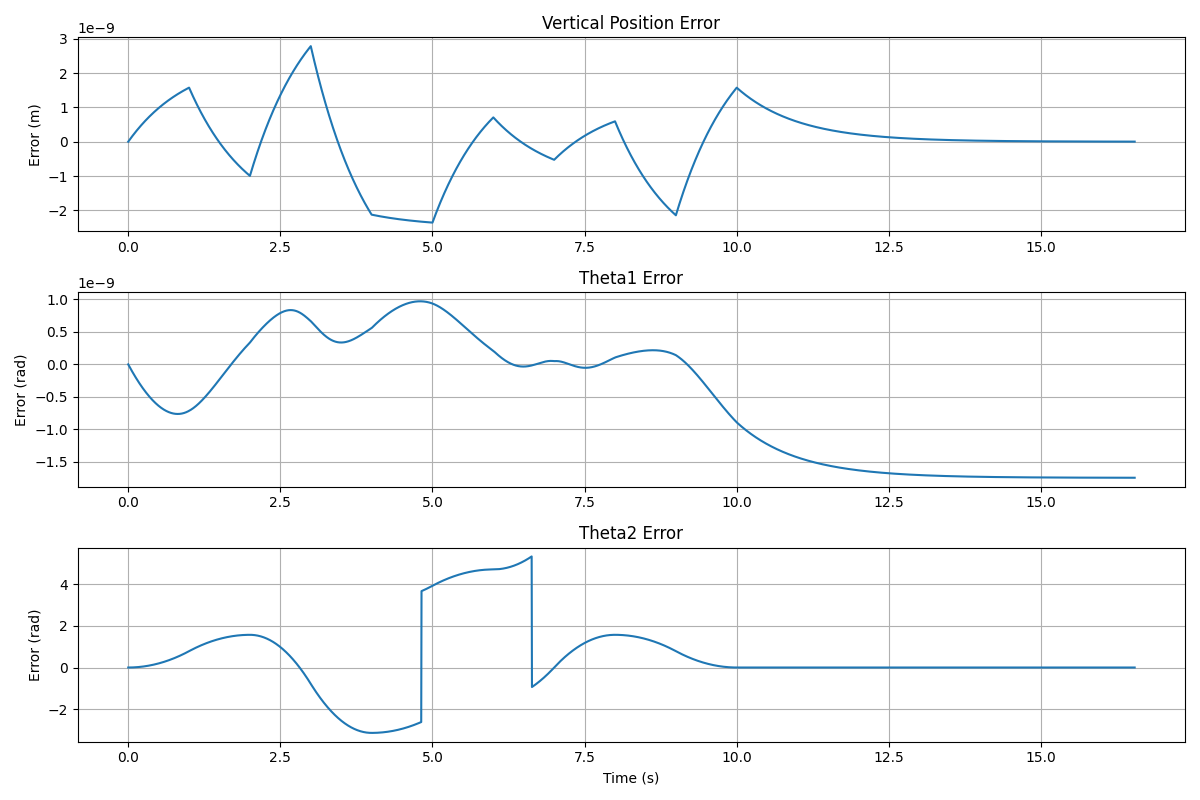 Vertical Position Error
1e−9
3
2
1
0
−1
−2
Error (m)
0.0 2.5 5.0 7.5 10.0 12.5 15.0
Theta1 Error
1e−9
1.0
0.5
0.0
−0.5
−1.0
−1.5
Error (rad)
0.0 2.5 5.0 7.5 10.0 12.5 15.0
Theta2 Error
4
2
0
−2
Error (rad)
0.0 2.5 5.0 7.5 10.0 12.5 15.0
Time (s)